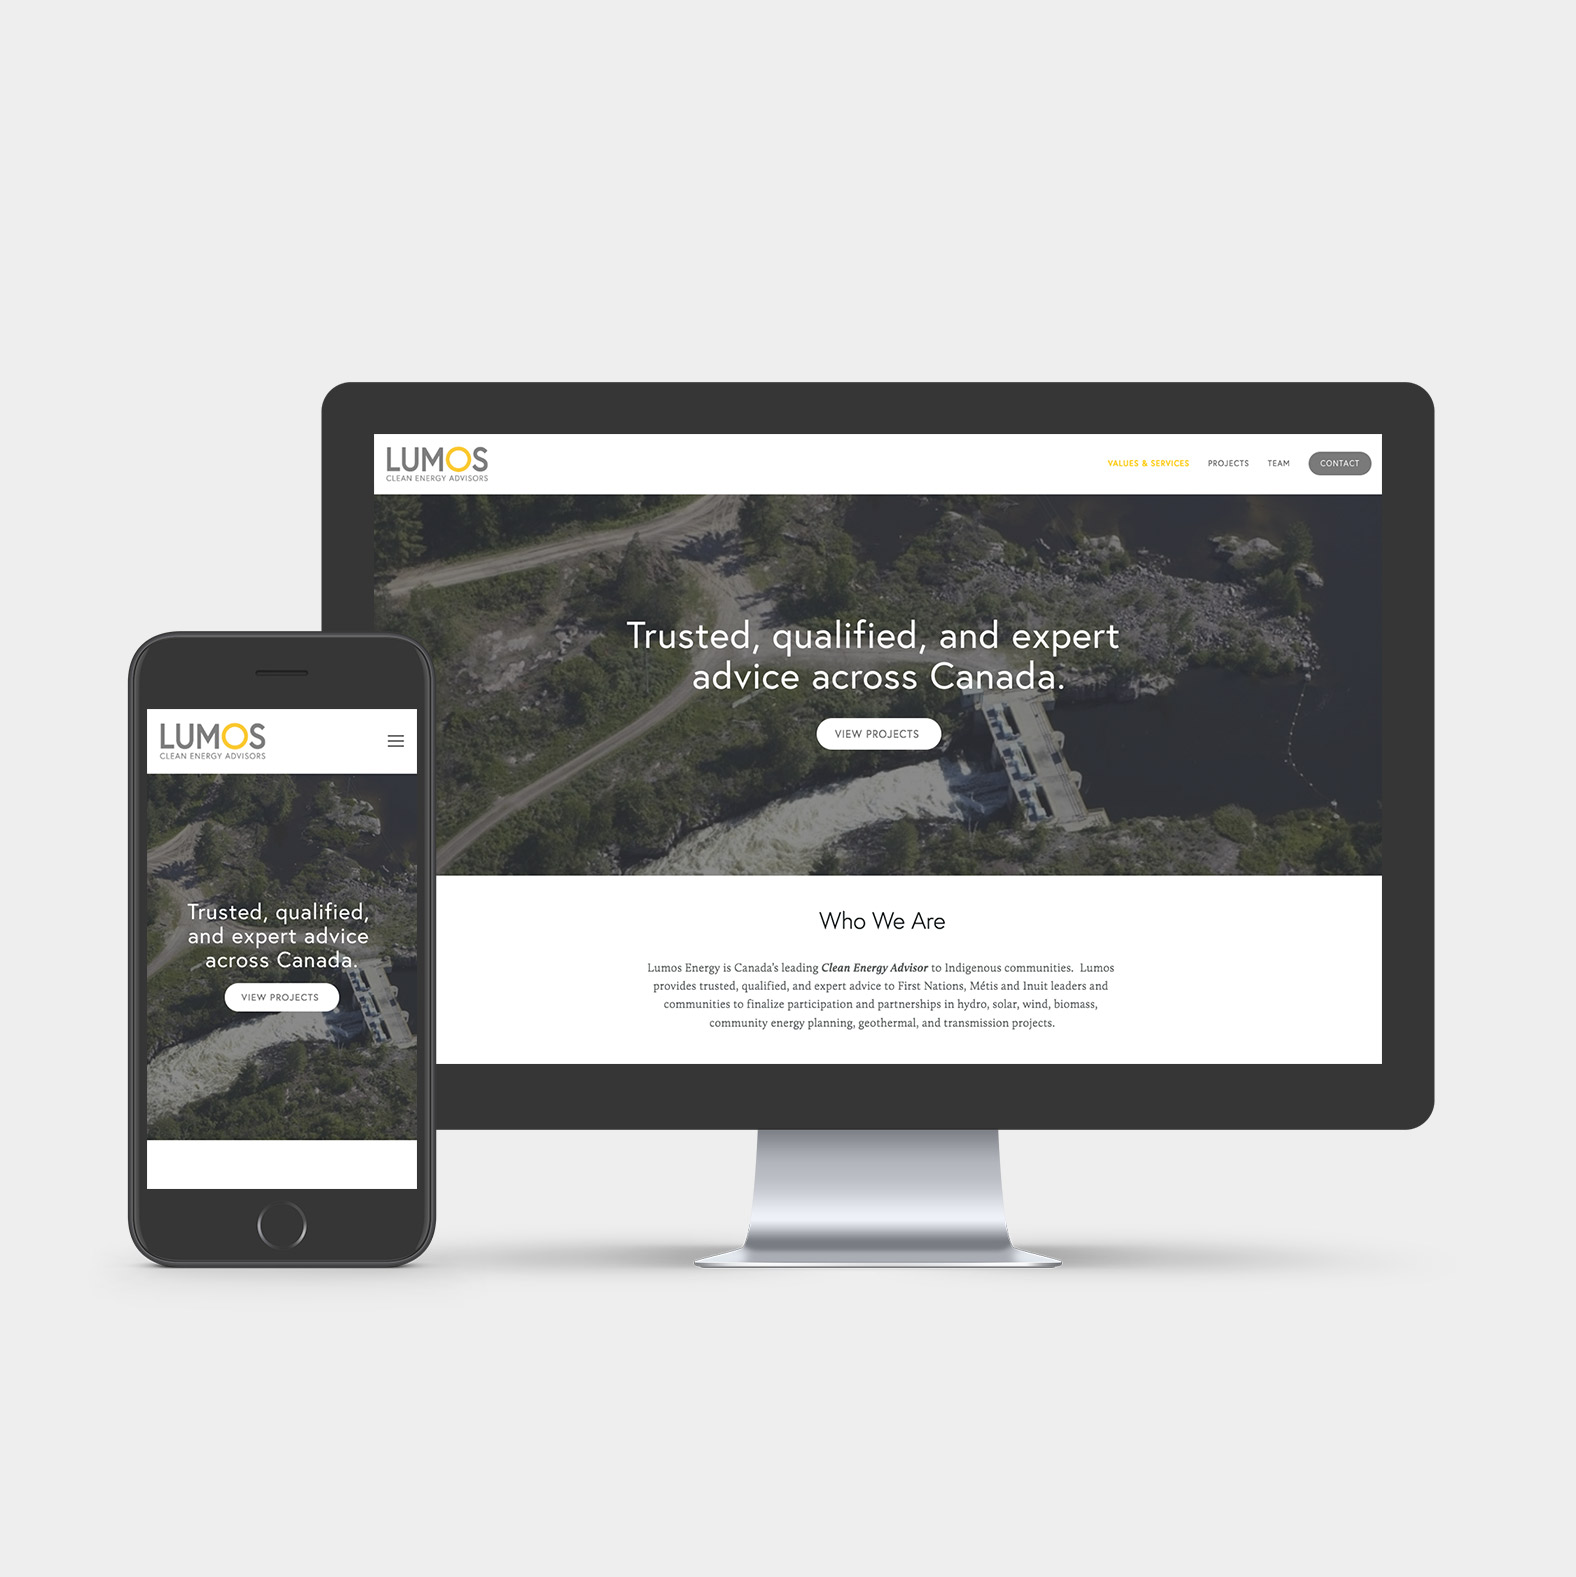 LUMOS
CLEAN ENERGY ADVISORS
VALUES & SERVICES PROJECTS TEAM CONTACT
Trusted, qualified, and expert
advice across Canada.
VIEW PROJECTS
Who We Are
Lumos Energy is Canada's leading Clean Energy Advisor to Indigenous communities. Lumos
provides trusted, qualified, and expert advice to First Nations, Métis and Inuit leaders and
communities to finalize participation and partnerships in hydro, solar, wind, biomass,
community energy planning, geothermal, and transmission projects.
LUMOS
CLEAN ENERGY ADVISORS
Trusted, qualified,
and expert advice
across Canada.
VIEW PROJECTS